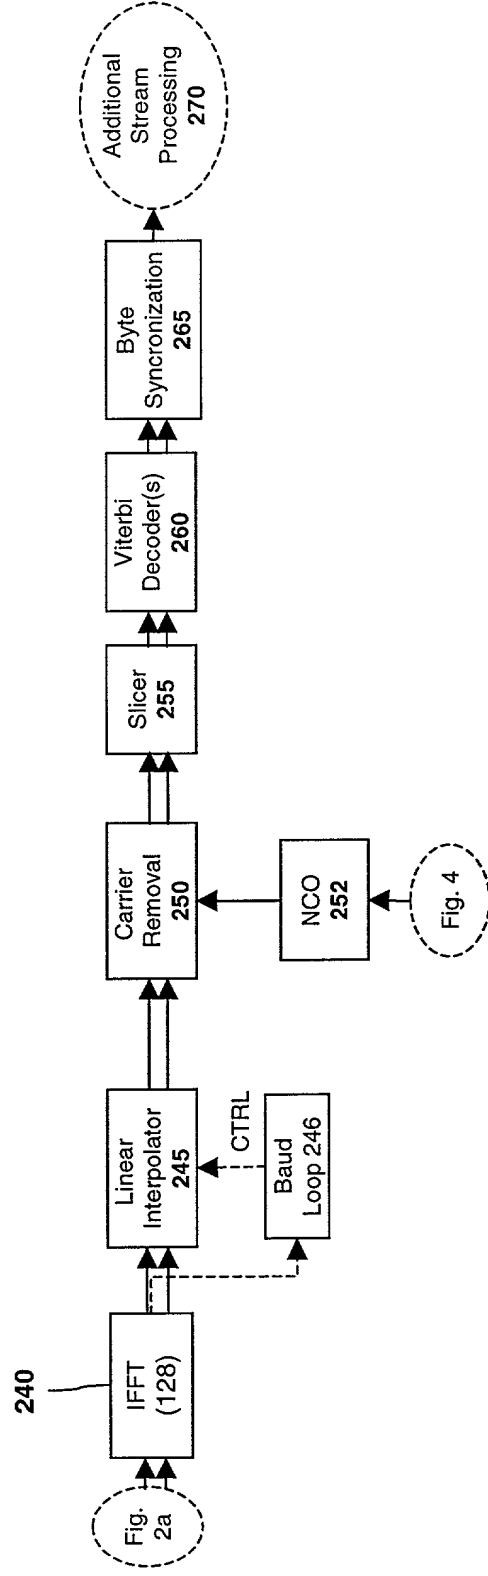 240
Fig.
2a
IFFT
(128)
Linear
Interpolator
245
CTRL
Baud
Loop 246
Carrier
Removal
250
NCO
252
Fig. 4
Slicer
255
Viterbi
Decoder(s)
260
Byte
Syncronization
265
Additional
Stream
Processing
270